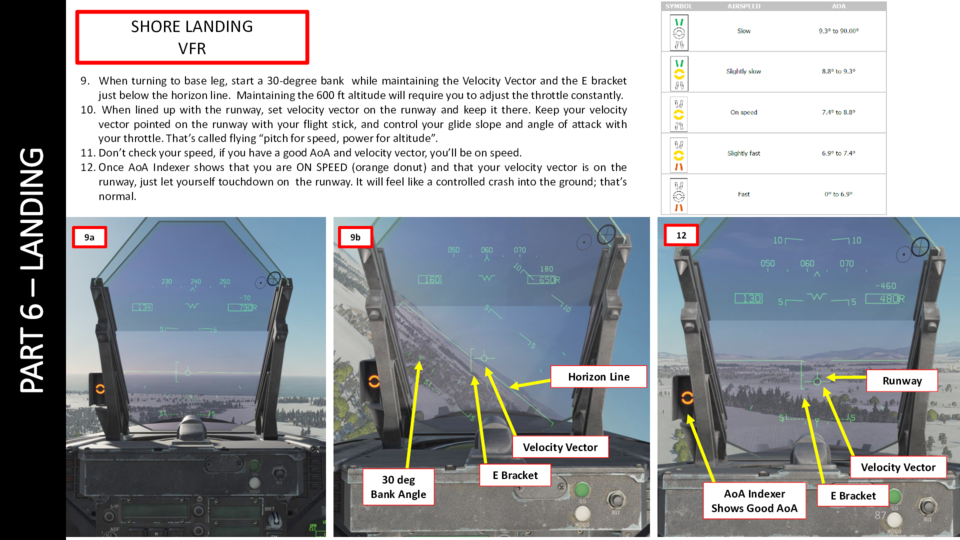 PART 6 – LANDING
SHORE LANDING
VFR
9. When turning to base leg, start a 30-degree bank while maintaining the Velocity Vector and the E bracket
just below the horizon line. Maintaining the 600 ft altitude will require you to adjust the throttle constantly.
10. When lined up with the runway, set velocity vector on the runway and keep it there. Keep your velocity
vector pointed on the runway with your flight stick, and control your glide slope and angle of attack with
your throttle. That's called flying "pitch for speed, power for altitude".
11. Don't check your speed, if you have a good AoA and velocity vector, you'll be on speed.
12. Once AoA Indexer shows that you are ON SPEED (orange donut) and that your velocity vector is on the
runway, just let yourself touchdown on the runway. It will feel like a controlled crash into the ground; that's
normal.
SYMBOL AIRSPEED AOA
Slow 9.3° to 90.00°
Slightly slow 8.8° to 9.3°
On speed 7.4° to 8.8°
Slightly fast 6.9° to 7.4°
Fast 0° to 6.9°
9a
230 240 250
-70
9b
050 060 070
180
160 650R
Horizon Line
Velocity Vector
E Bracket
30 deg
Bank Angle
12
10 10
050 060 070
-460
130 5 5 480R
Runway
5 5
Velocity Vector
E Bracket
AoA Indexer
Shows Good AoA